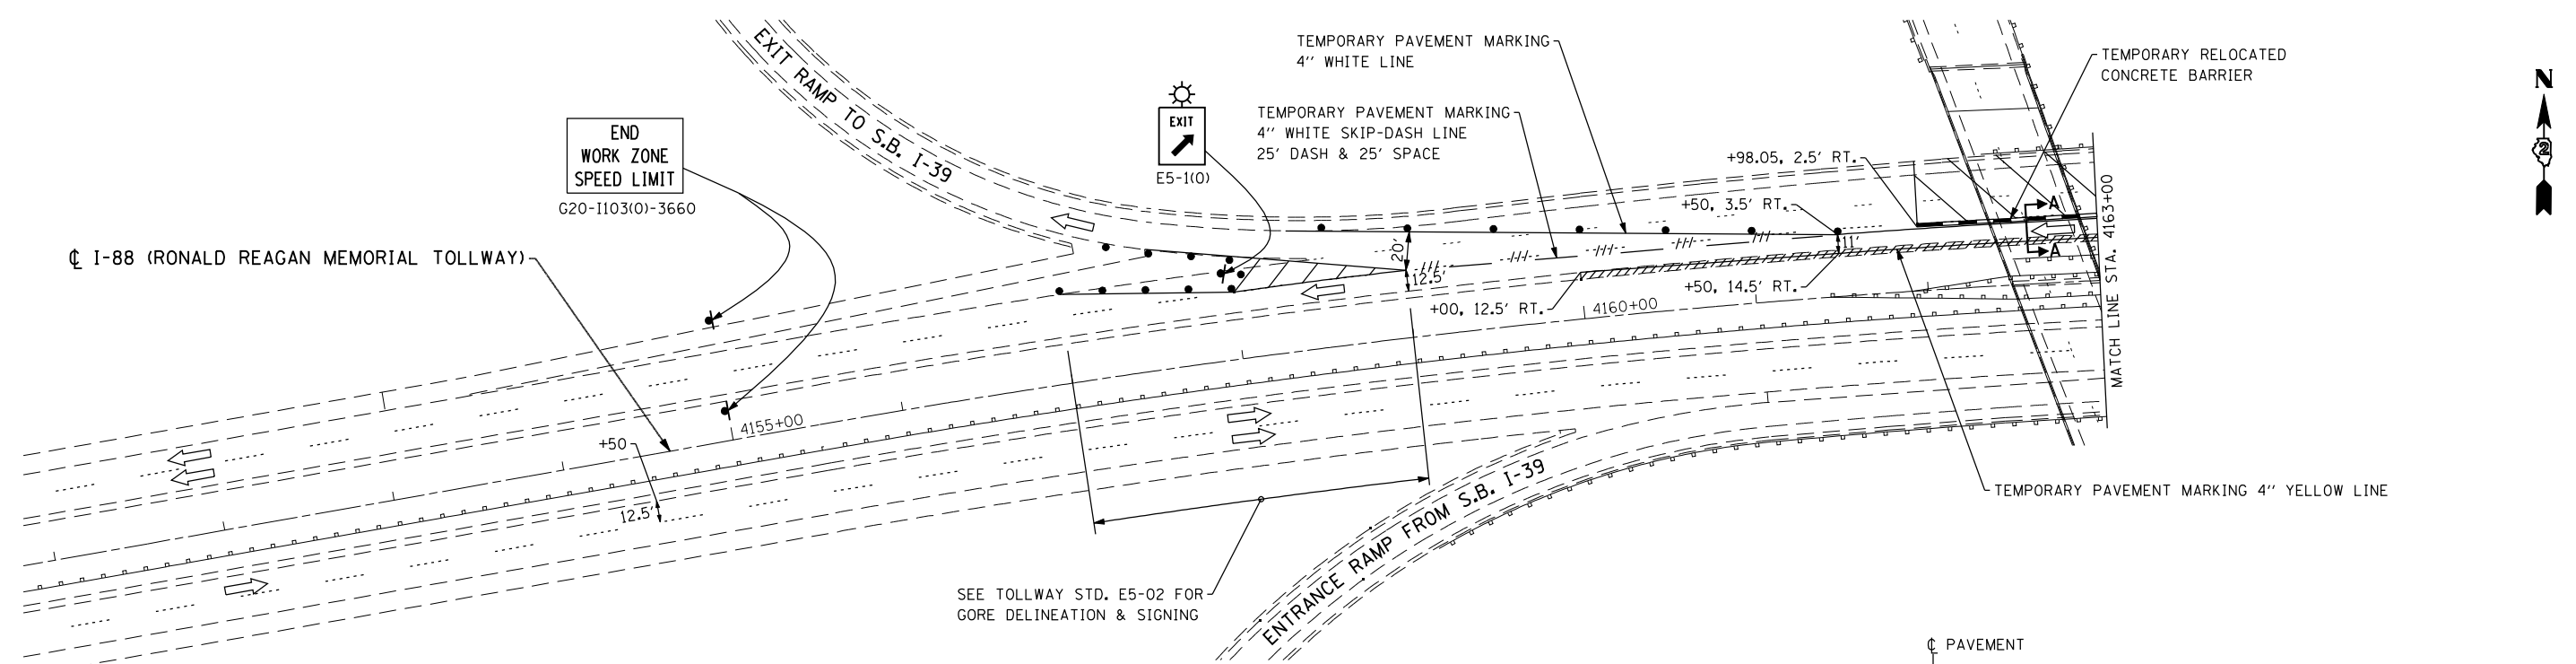 EXIT RAMP TO S.B. I-39
TEMPORARY PAVEMENT MARKING
4" WHITE LINE
TEMPORARY RELOCATED
CONCRETE BARRIER
N
2
EXIT
E5-1(O)
TEMPORARY PAVEMENT MARKING
4" WHITE SKIP-DASH LINE
25' DASH & 25' SPACE
END
WORK ZONE
SPEED LIMIT
G20-I103(O)-3660
+98.05, 2.5' RT.
+50, 3.5' RT.
A
A
11'
20'
12.5'
MATCH LINE STA. 4163+00
℄ I-88 (RONALD REAGAN MEMORIAL TOLLWAY)
+50, 14.5' RT.
+00, 12.5' RT.
4160+00
4155+00
+50
12.5'
ENTRANCE RAMP FROM S.B. I-39
TEMPORARY PAVEMENT MARKING 4" YELLOW LINE
SEE TOLLWAY STD. E5-02 FOR
GORE DELINEATION & SIGNING
℄ PAVEMENT